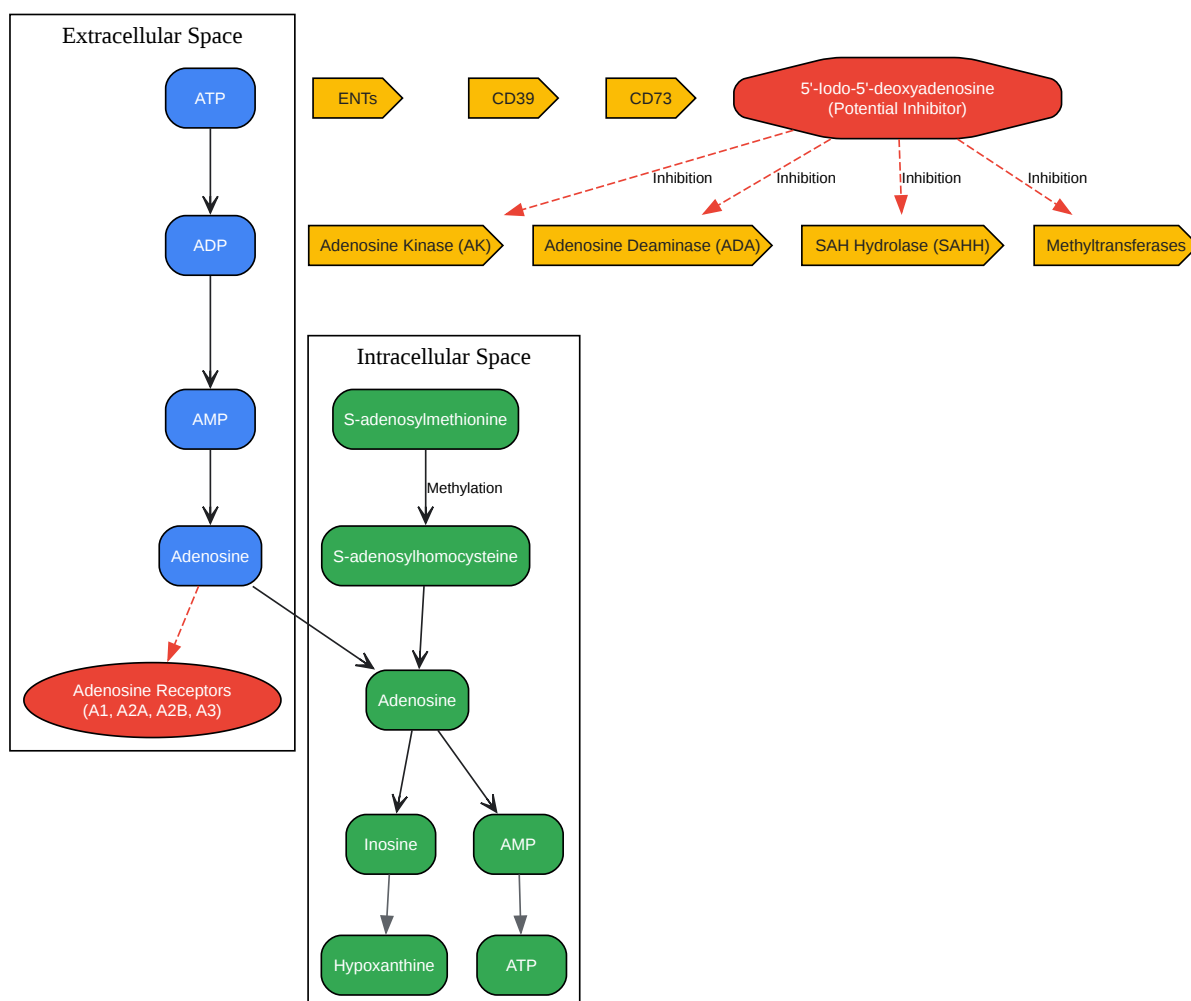 Extracellular Space
ATP
ADP
AMP
Adenosine
Adenosine Receptors
(A1, A2A, A2B, A3)
ENTs
CD39
CD73
5'-Iodo-5'-deoxyadenosine
(Potential Inhibitor)
Inhibition
Inhibition
Inhibition
Inhibition
Adenosine Kinase (AK)
Adenosine Deaminase (ADA)
SAH Hydrolase (SAHH)
Methyltransferases
Intracellular Space
S-adenosylmethionine
Methylation
S-adenosylhomocysteine
Adenosine
Inosine
AMP
Hypoxanthine
ATP